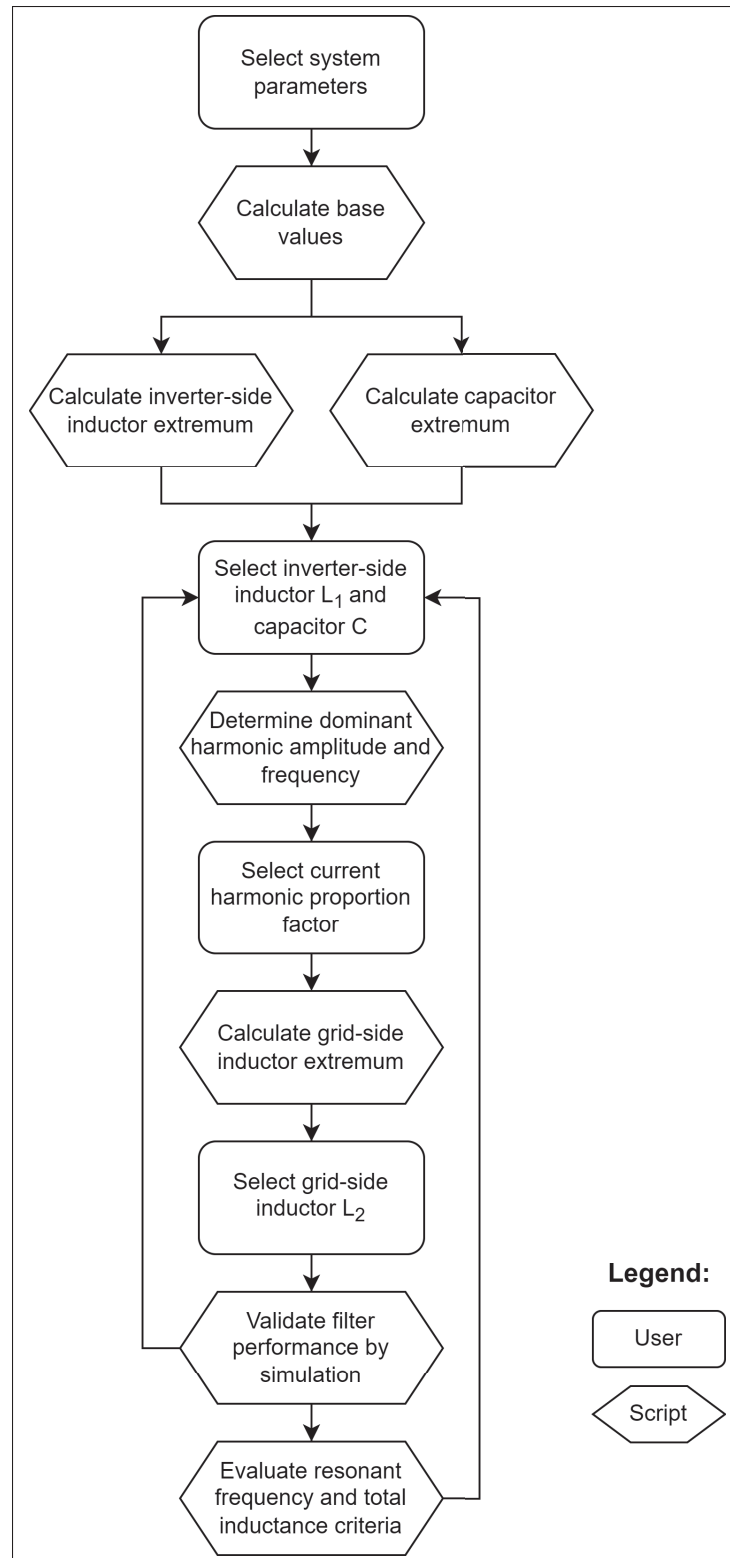 Select system
parameters
Calculate base
values
Calculate inverter-side
inductor extremum
Calculate capacitor
extremum
Select inverter-side
inductor L1 and
capacitor C
Determine dominant
harmonic amplitude and
frequency
Select current
harmonic proportion
factor
Calculate grid-side
inductor extremum
Select grid-side
inductor L2
Validate filter
performance by
simulation
Evaluate resonant
frequency and total
inductance criteria
Legend:
User
Script